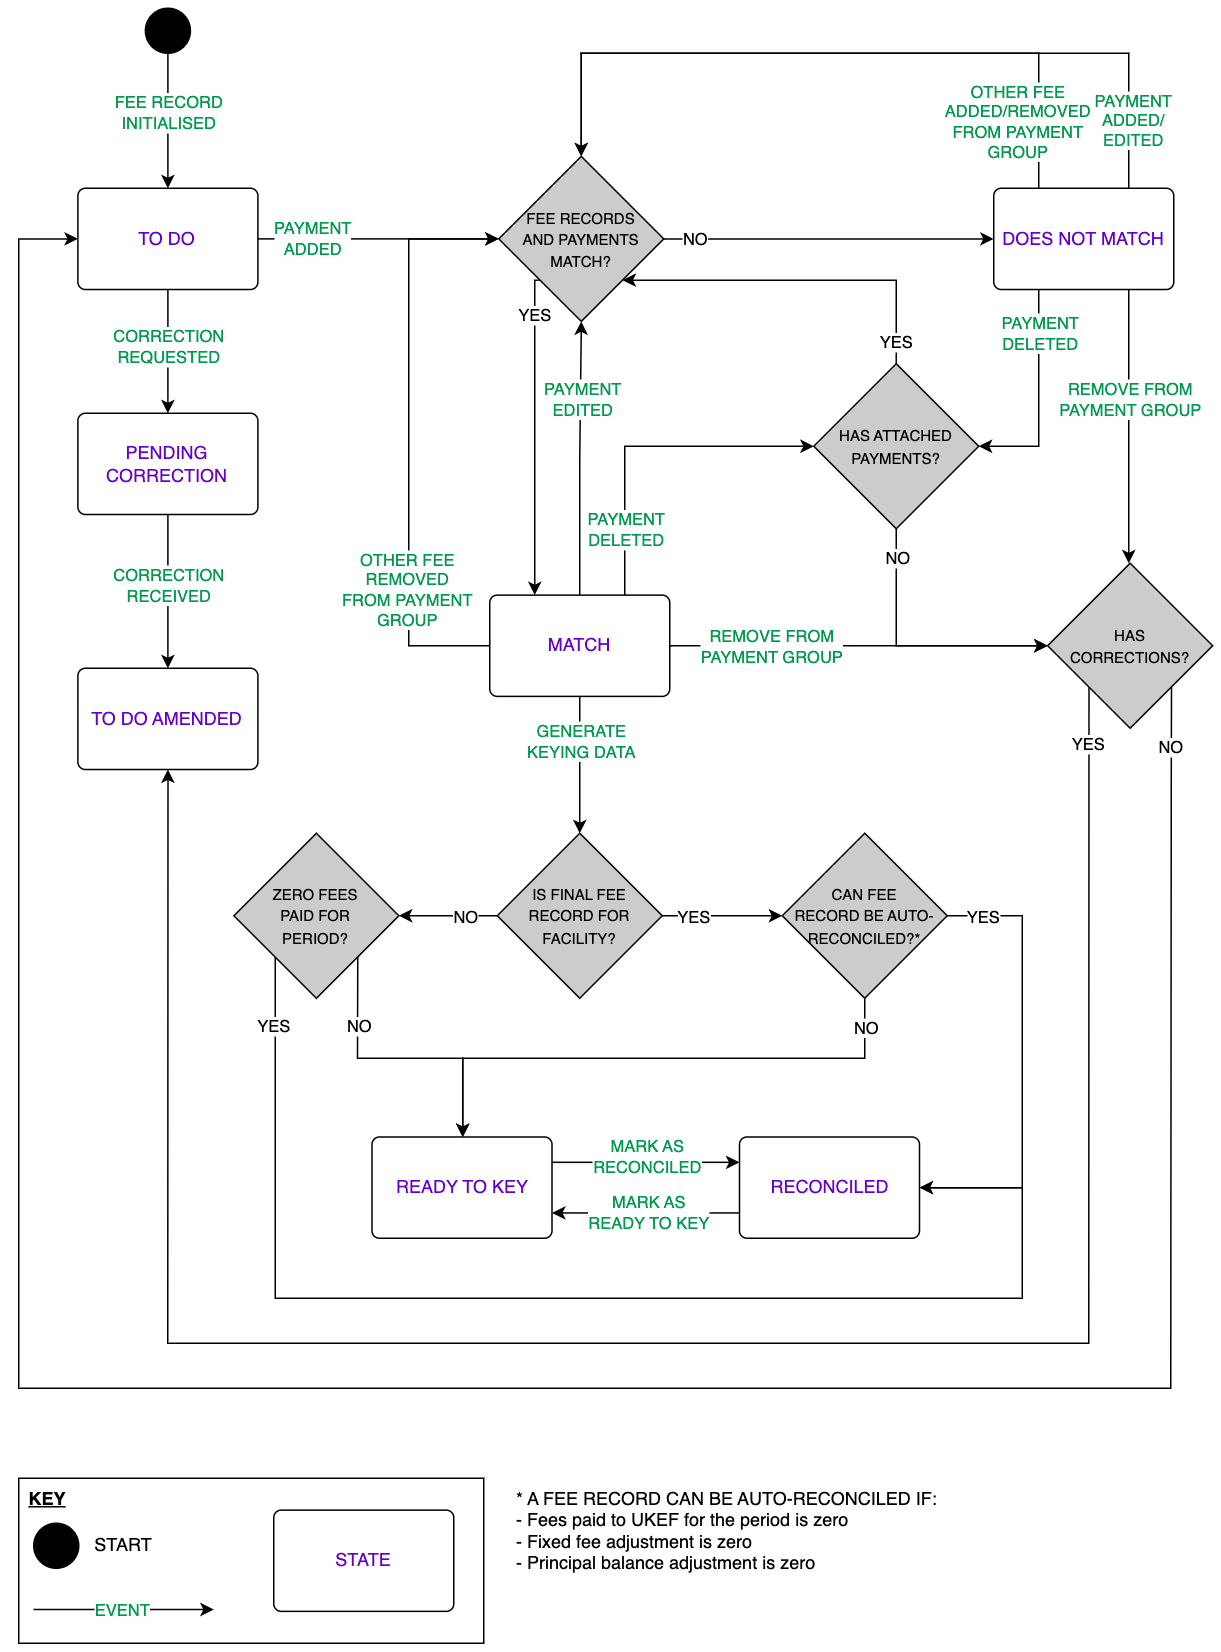 FEE RECORD
INITIALISED
OTHER FEE
ADDED/REMOVED
FROM PAYMENT
GROUP
PAYMENT
ADDED/
EDITED
TO DO
PAYMENT
ADDED
FEE RECORDS
AND PAYMENTS
MATCH?
NO
DOES NOT MATCH
YES
CORRECTION
REQUESTED
PAYMENT
EDITED
YES
PAYMENT
DELETED
REMOVE FROM
PAYMENT GROUP
PENDING
CORRECTION
HAS ATTACHED
PAYMENTS?
PAYMENT
DELETED
NO
CORRECTION
RECEIVED
OTHER FEE
REMOVED
FROM PAYMENT
GROUP
MATCH
REMOVE FROM
PAYMENT GROUP
HAS
CORRECTIONS?
TO DO AMENDED
GENERATE
KEYING DATA
YES
NO
ZERO FEES
PAID FOR
PERIOD?
NO
IS FINAL FEE
RECORD FOR
FACILITY?
YES
CAN FEE
RECORD BE AUTO-
RECONCILED?*
YES
YES
NO
NO
READY TO KEY
MARK AS
RECONCILED
MARK AS
READY TO KEY
RECONCILED
KEY
START
STATE
EVENT
* A FEE RECORD CAN BE AUTO-RECONCILED IF:
- Fees paid to UKEF for the period is zero
- Fixed fee adjustment is zero
- Principal balance adjustment is zero